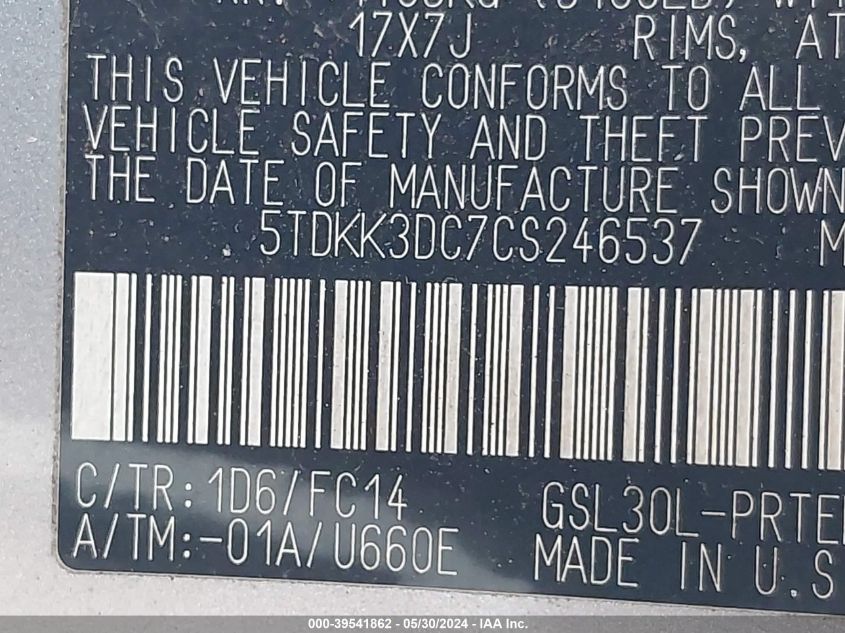 17X7J RIMS, AT
THIS VEHICLE CONFORMS TO ALL
VEHICLE SAFETY AND THEFT PREV
THE DATE OF MANUFACTURE SHOWN
5TDKK3DC7CS246537 M
C/TR:1D6/FC14 GSL30L-PRTE
A/TM:-01A/U660E MADE IN U.S
000-39541862 - 05/30/2024 - IAA Inc.